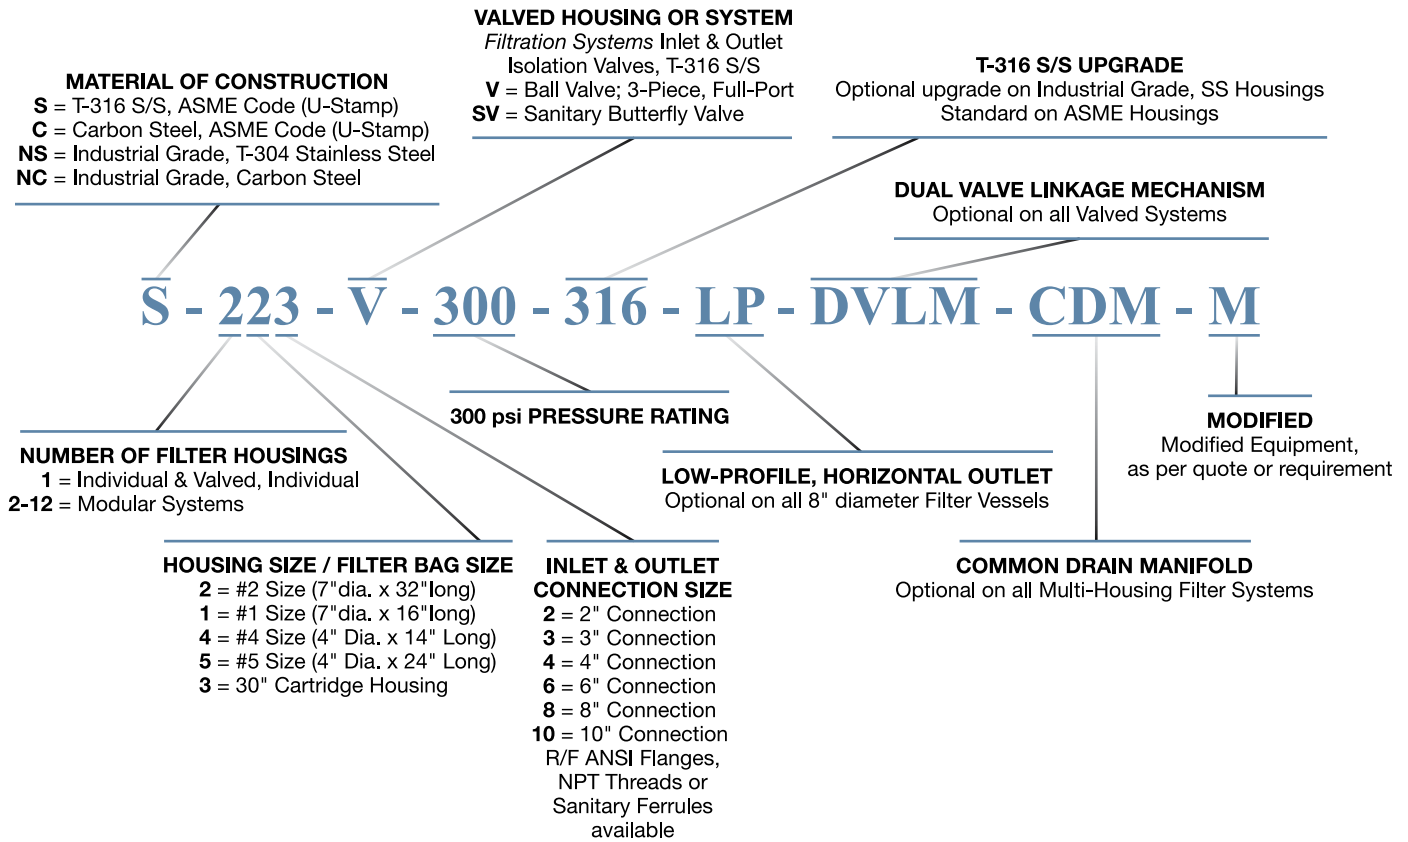 VALVED HOUSING OR SYSTEM
Filtration Systems Inlet & Outlet
Isolation Valves, T-316 S/S
V = Ball Valve; 3-Piece, Full-Port
SV = Sanitary Butterfly Valve
MATERIAL OF CONSTRUCTION
S = T-316 S/S, ASME Code (U-Stamp)
C = Carbon Steel, ASME Code (U-Stamp)
NS = Industrial Grade, T-304 Stainless Steel
NC = Industrial Grade, Carbon Steel
T-316 S/S UPGRADE
Optional upgrade on Industrial Grade, SS Housings
Standard on ASME Housings
DUAL VALVE LINKAGE MECHANISM
Optional on all Valved Systems
S - 223 - V - 300 - 316 - LP - DVLM - CDM - M
300 psi PRESSURE RATING
MODIFIED
Modified Equipment,
as per quote or requirement
NUMBER OF FILTER HOUSINGS
1 = Individual & Valved, Individual
2-12 = Modular Systems
LOW-PROFILE, HORIZONTAL OUTLET
Optional on all 8" diameter Filter Vessels
HOUSING SIZE / FILTER BAG SIZE
2 = #2 Size (7"dia. x 32"long)
1 = #1 Size (7"dia. x 16"long)
4 = #4 Size (4" Dia. x 14" Long)
5 = #5 Size (4" Dia. x 24" Long)
3 = 30" Cartridge Housing
INLET & OUTLET
CONNECTION SIZE
2 = 2" Connection
3 = 3" Connection
4 = 4" Connection
6 = 6" Connection
8 = 8" Connection
10 = 10" Connection
R/F ANSI Flanges,
NPT Threads or
Sanitary Ferrules
available
COMMON DRAIN MANIFOLD
Optional on all Multi-Housing Filter Systems